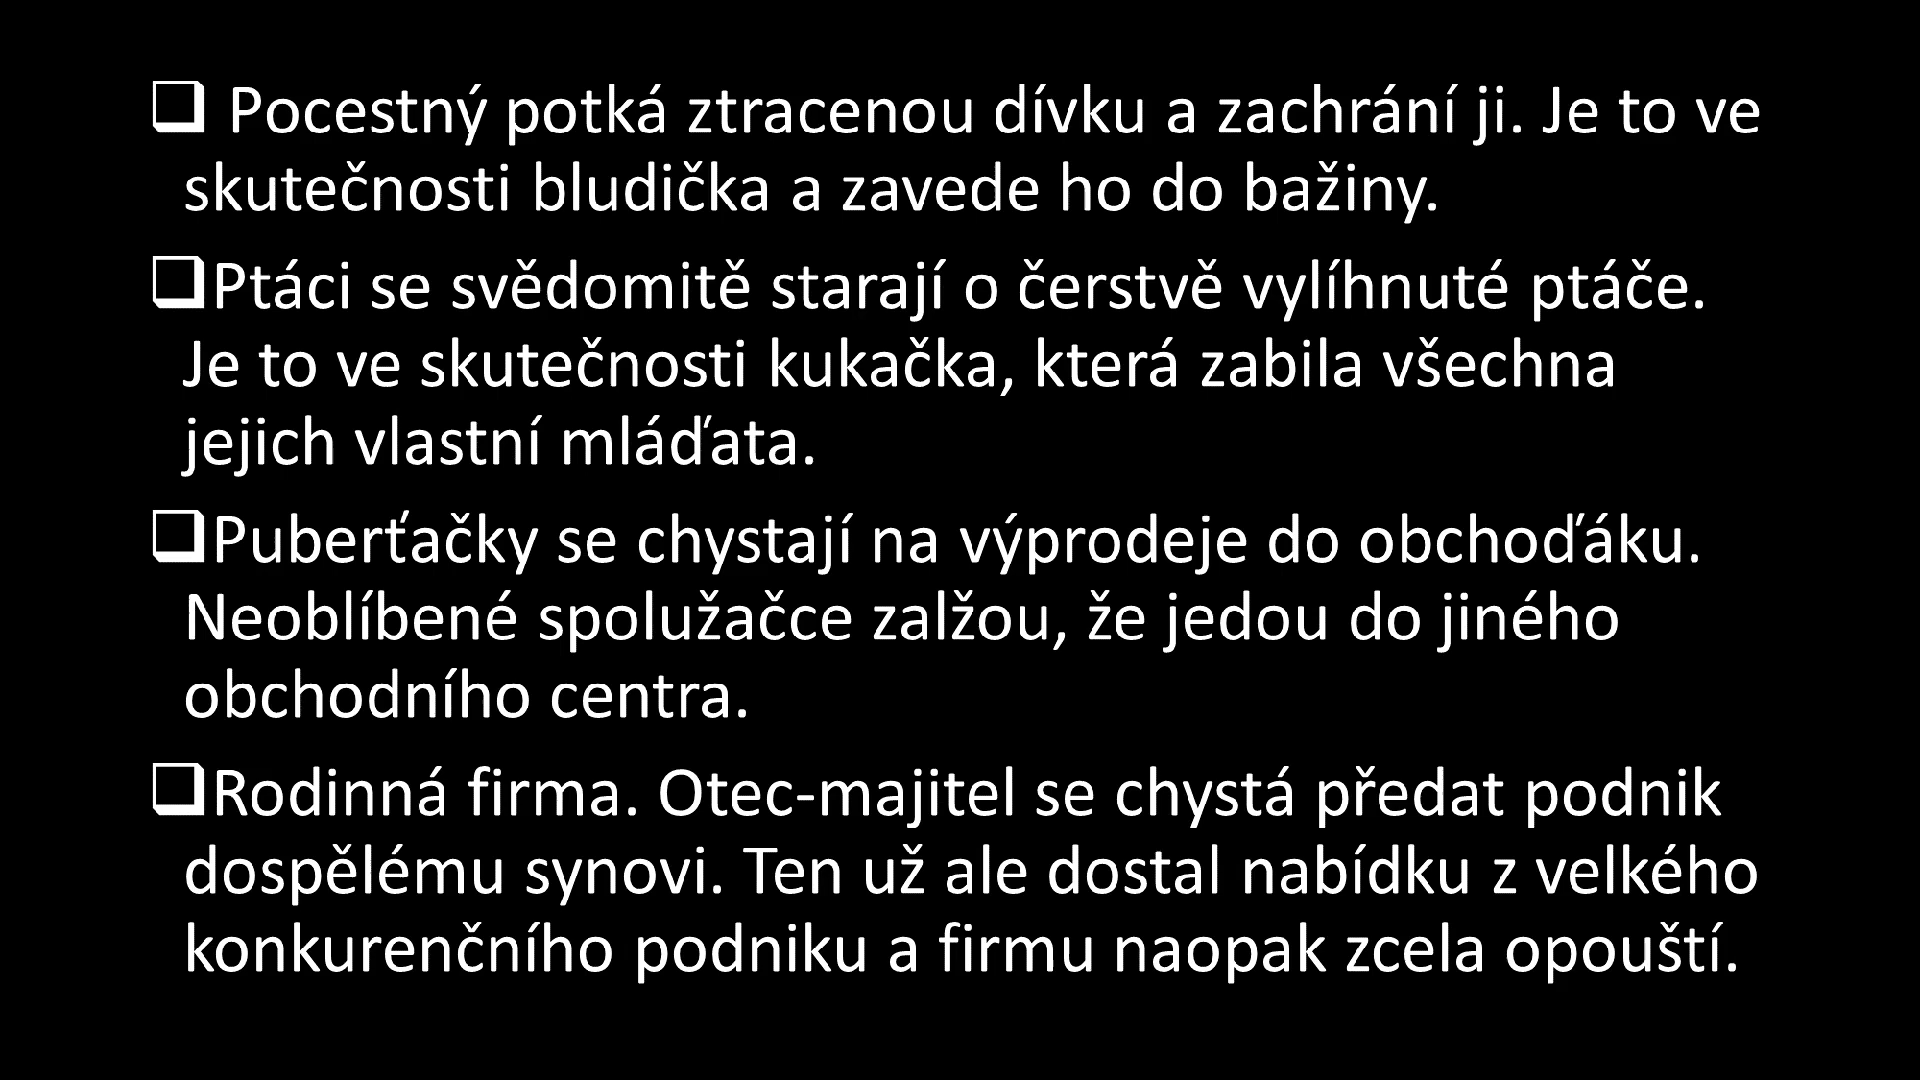 ❑ Pocestný potká ztracenou dívku a zachrání ji. Je to ve
skutečnosti bludička a zavede ho do bažiny.
❑Ptáci se svědomitě starají o čerstvě vylíhnuté ptáče.
Je to ve skutečnosti kukačka, která zabila všechna
jejich vlastní mláďata.
❑Puberťačky se chystají na výprodeje do obchoďáku.
Neoblíbené spolužačce zalžou, že jedou do jiného
obchodního centra.
❑Rodinná firma. Otec-majitel se chystá předat podnik
dospělému synovi. Ten už ale dostal nabídku z velkého
konkurenčního podniku a firmu naopak zcela opouští.